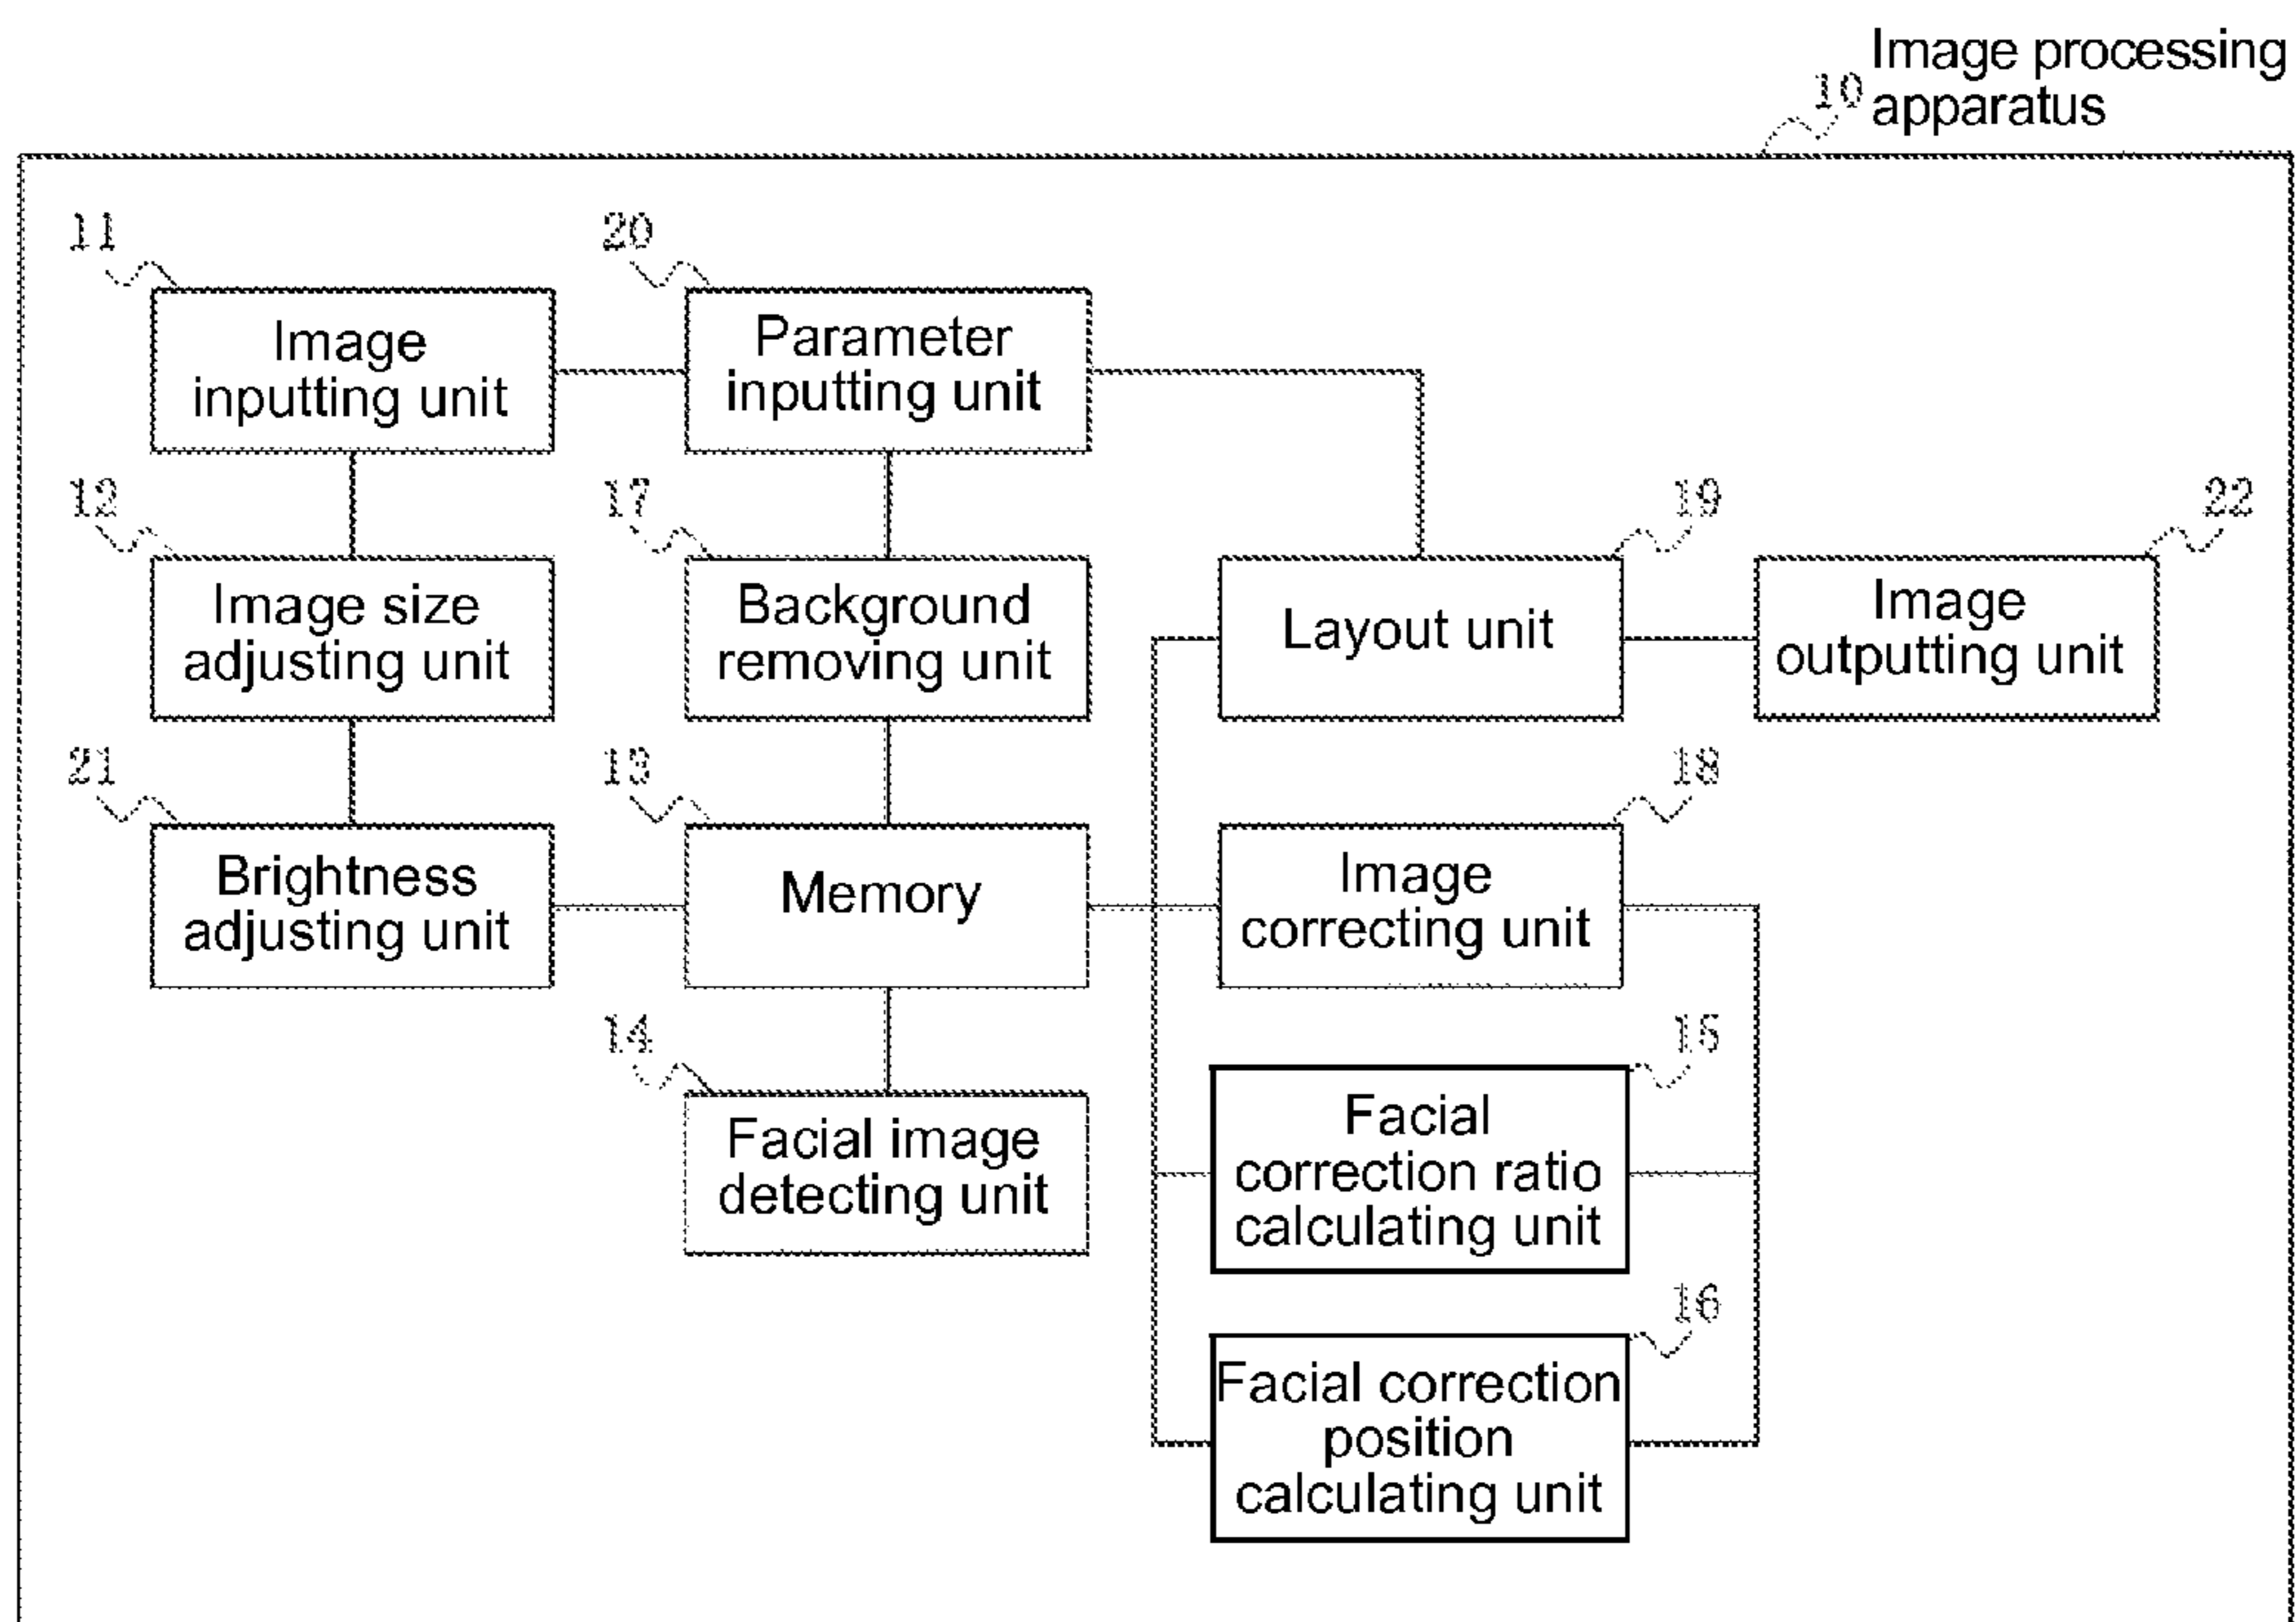 Image processing
10 apparatus
11
Image
inputting unit
20
Parameter
inputting unit
12
Image size
adjusting unit
17
Background
removing unit
19
Layout unit
22
Image
outputting unit
21
Brightness
adjusting unit
13
Memory
18
Image
correcting unit
14
Facial image
detecting unit
15
Facial
correction ratio
calculating unit
16
Facial correction
position
calculating unit